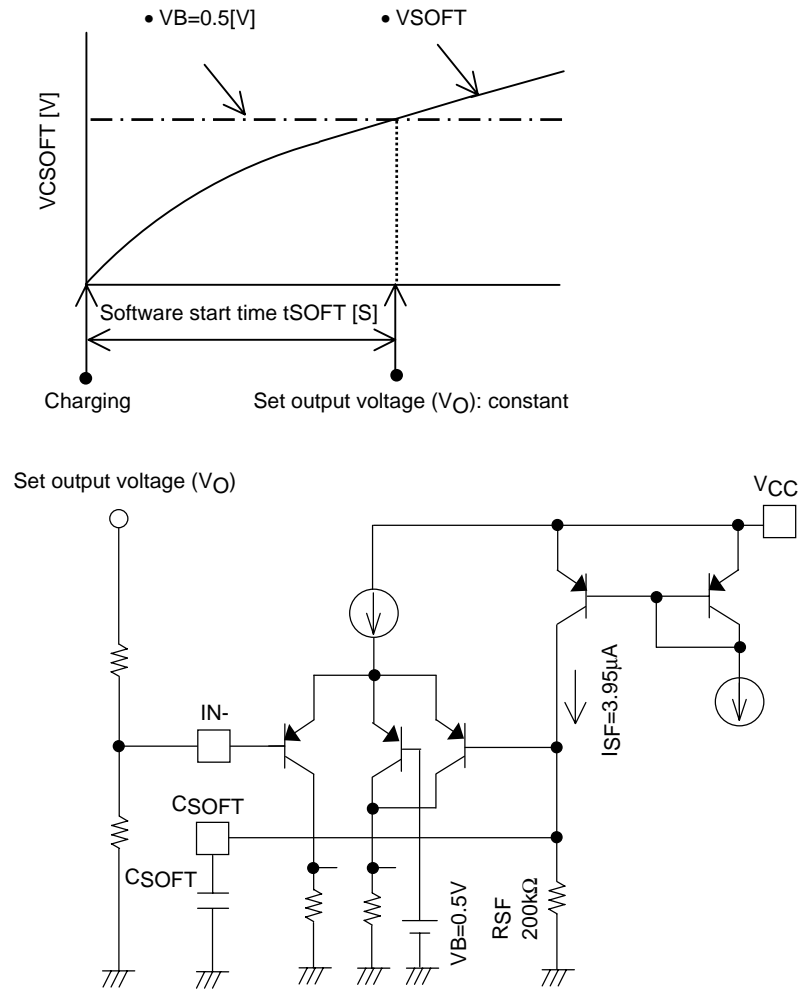 • VB=0.5[V]
• VSOFT
VCSOFT [V]
Software start time tSOFT [S]
Charging
Set output voltage (VO): constant
Set output voltage (VO)
VCC
ISF=3.95μA
IN-
CSOFT
CSOFT
VB=0.5V
RSF
200kΩ